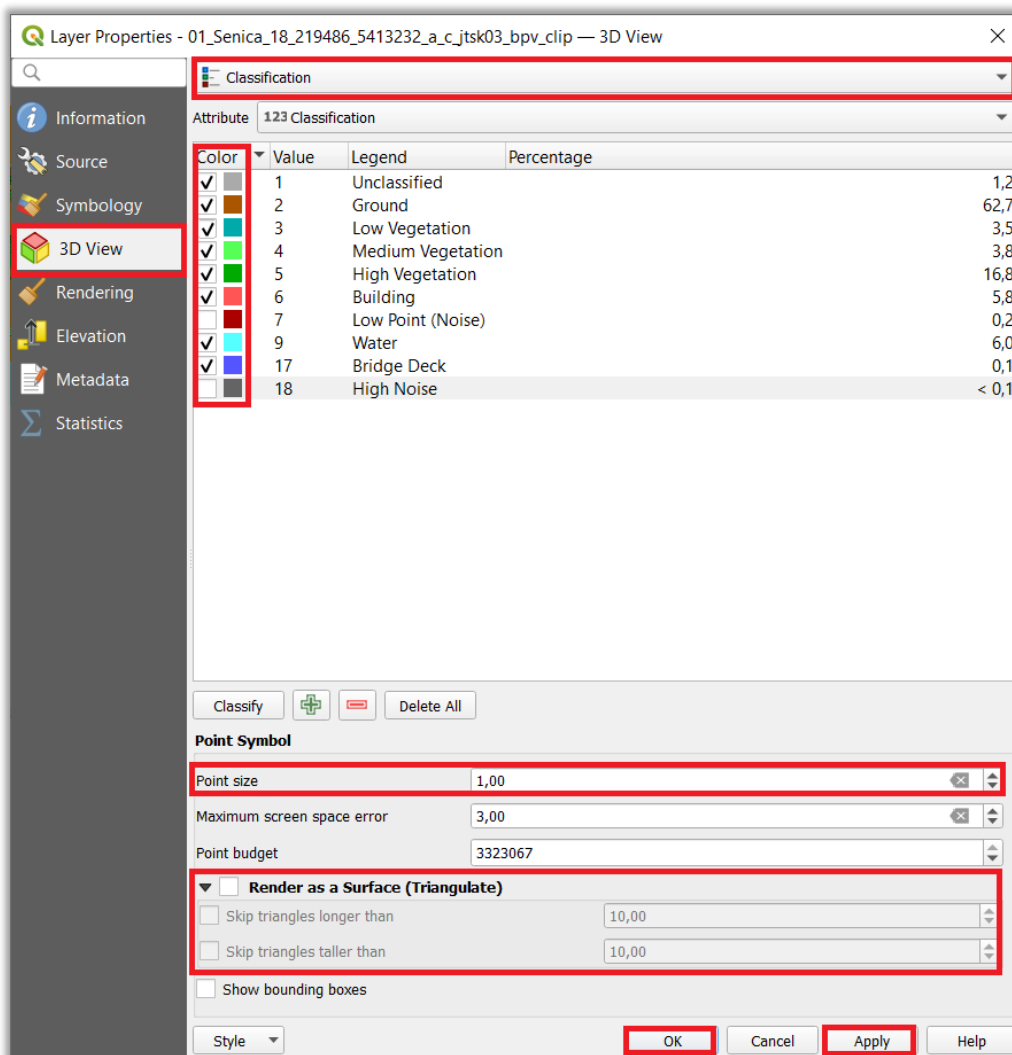 Layer Properties - 01_Senica_18_219486_5413232_a_c_jtsk03_bpv_clip — 3D View
Classification
Information
Attribute 123 Classification
Source
Color Value Legend Percentage
1 Unclassified 1,2
Symbology
2 Ground 62,7
3 Low Vegetation 3,5
3D View
4 Medium Vegetation 3,8
5 High Vegetation 16,8
Rendering
6 Building 5,8
7 Low Point (Noise) 0,2
Elevation
9 Water 6,0
17 Bridge Deck 0,1
Metadata
18 High Noise < 0,1
Statistics
Classify Delete All
Point Symbol
Point size 1,00
Maximum screen space error 3,00
Point budget 3323067
Render as a Surface (Triangulate)
Skip triangles longer than 10,00
Skip triangles taller than 10,00
Show bounding boxes
Style OK Cancel Apply Help